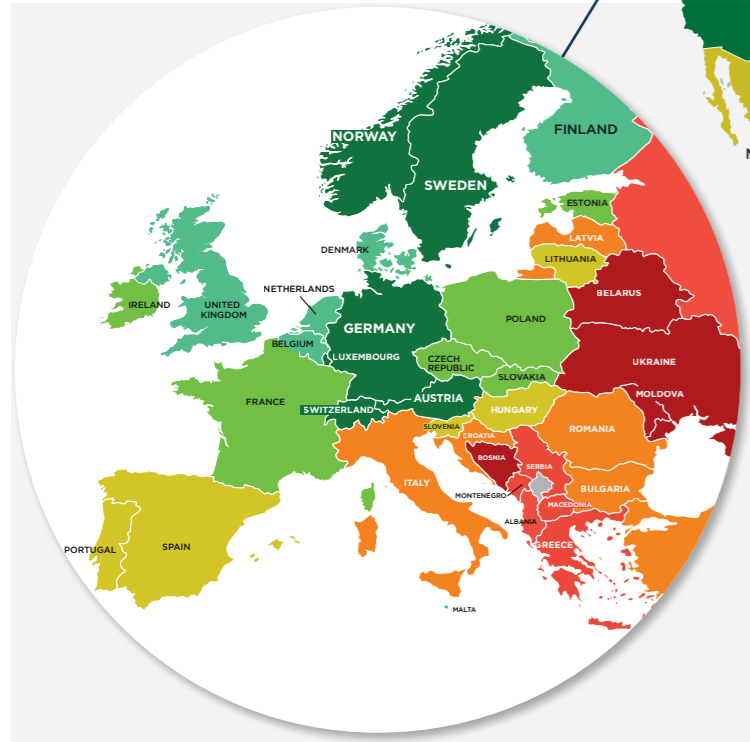 M
NORWAY
FINLAND
SWEDEN
ESTONIA
LATVIA
DENMARK
LITHUANIA
NETHERLANDS
BELARUS
IRELAND
UNITED
KINGDOM
POLAND
GERMANY
BELGIUM
LUXEMBOURG
CZECH
REPUBLIC
UKRAINE
SLOVAKIA
MOLDOVA
FRANCE
SWITZERLAND
AUSTRIA
HUNGARY
SLOVENIA
ROMANIA
CROATIA
BOSNIA
SERBIA
ITALY
BULGARIA
MONTENEGRO
MACEDONIA
ALBANIA
GREECE
PORTUGAL
SPAIN
MALTA